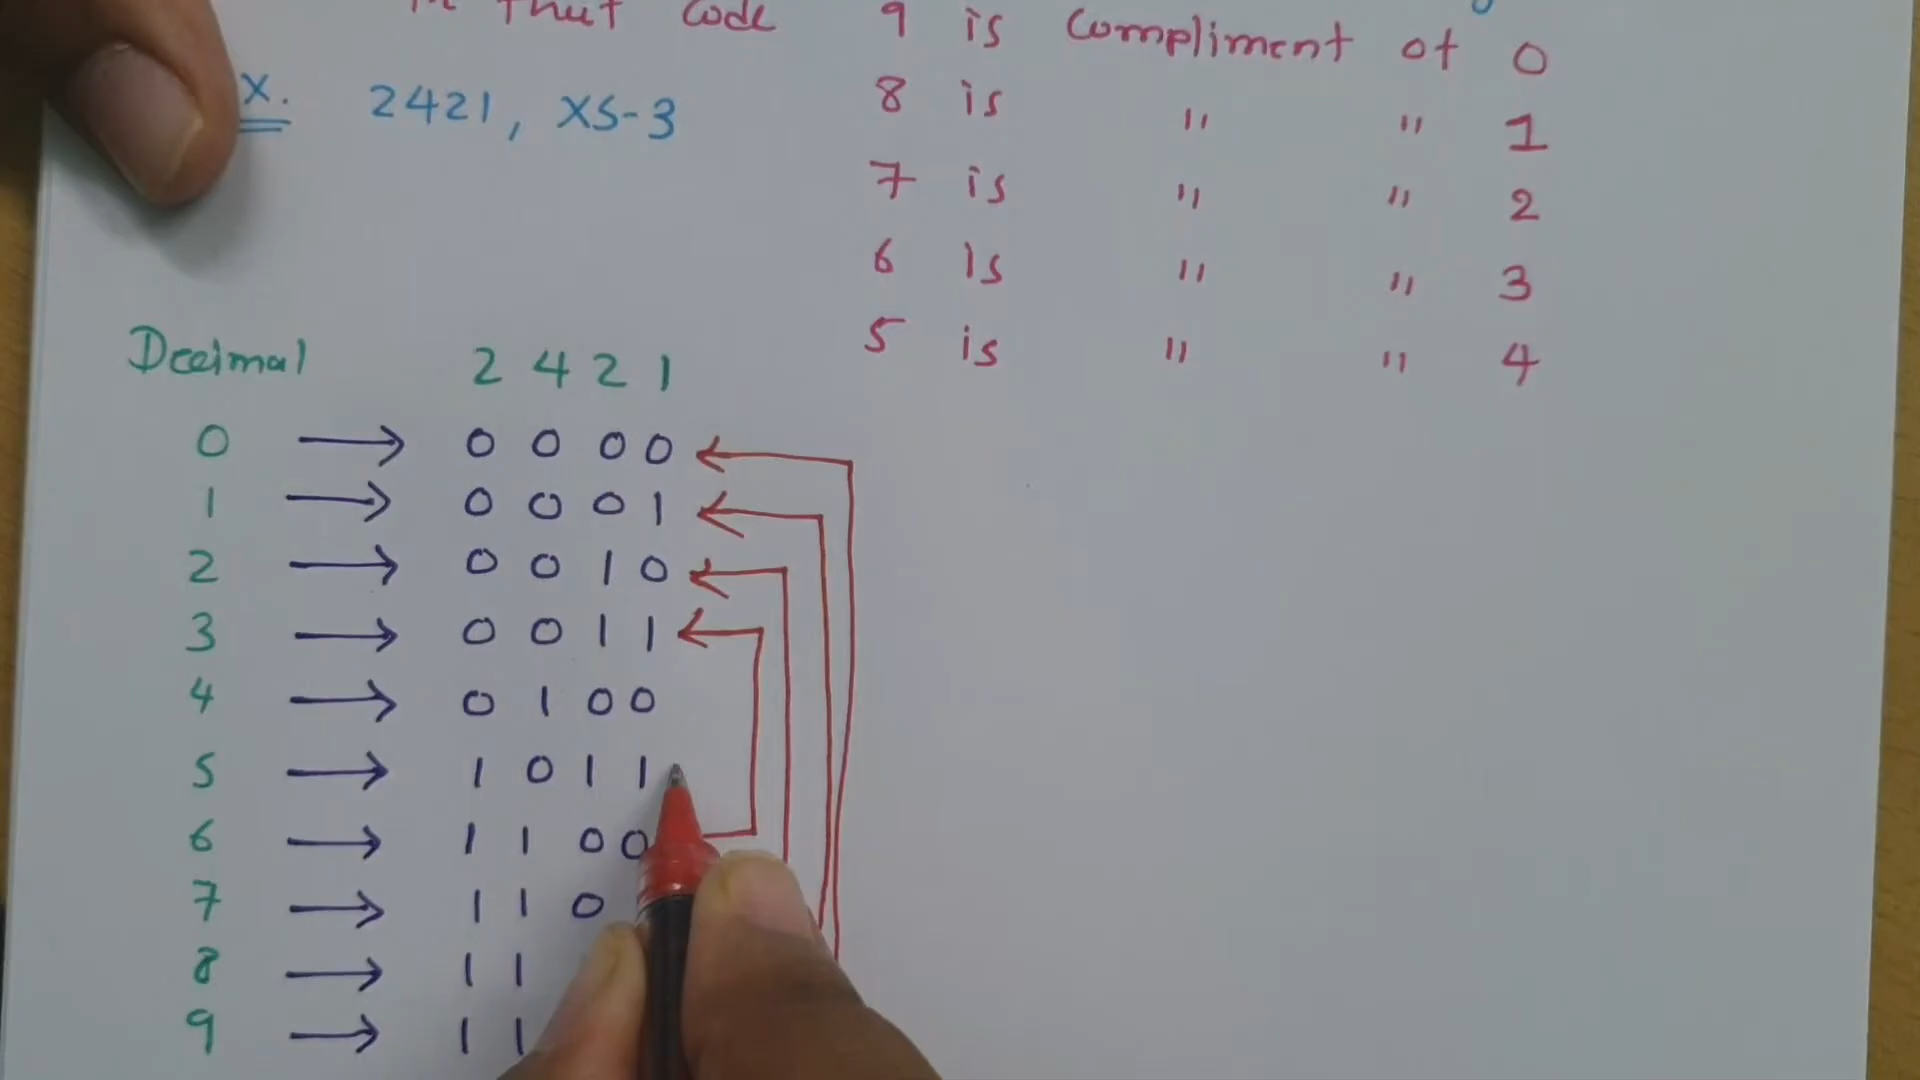 that Code 9 is Compliment of 0
x. 2421, XS-3
8 is " " 1
7 is " " 2
6 is " " 3
5 is " " 4
Decimal 2 4 2 1
0 → 0 0 0 0
1 → 0 0 0 1
2 → 0 0 1 0
3 → 0 0 1 1
4 → 0 1 0 0
5 → 1 0 1 1
6 → 1 1 0 0
7 → 1 1 0
8 → 1 1
9 → 1 1